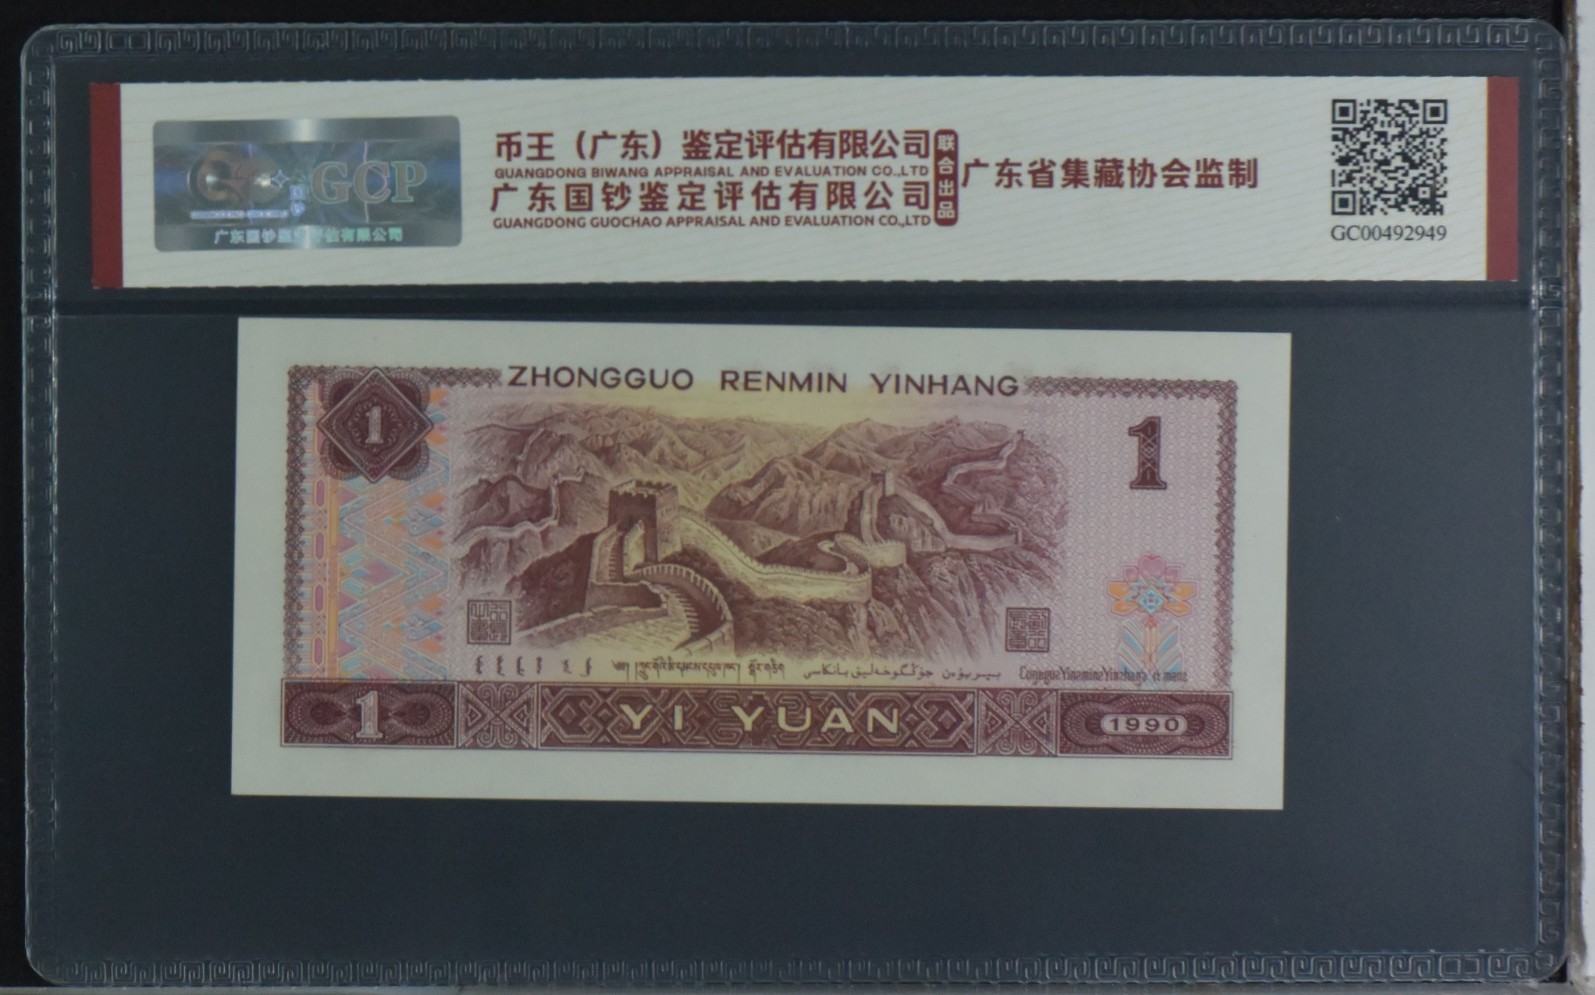 GCP
广东国钞鉴定评估有限公司
币王（广东）鉴定评估有限公司
GUANGDONG BIWANG APPRAISAL AND EVALUATION CO.,LTD
广东国钞鉴定评估有限公司
GUANGDONG GUOCHAO APPRAISAL AND EVALUATION CO.,LTD
联合出品
广东省集藏协会监制
GC00492949
ZHONGGUO RENMIN YINHANG
1
1
1
YI YUAN
1990